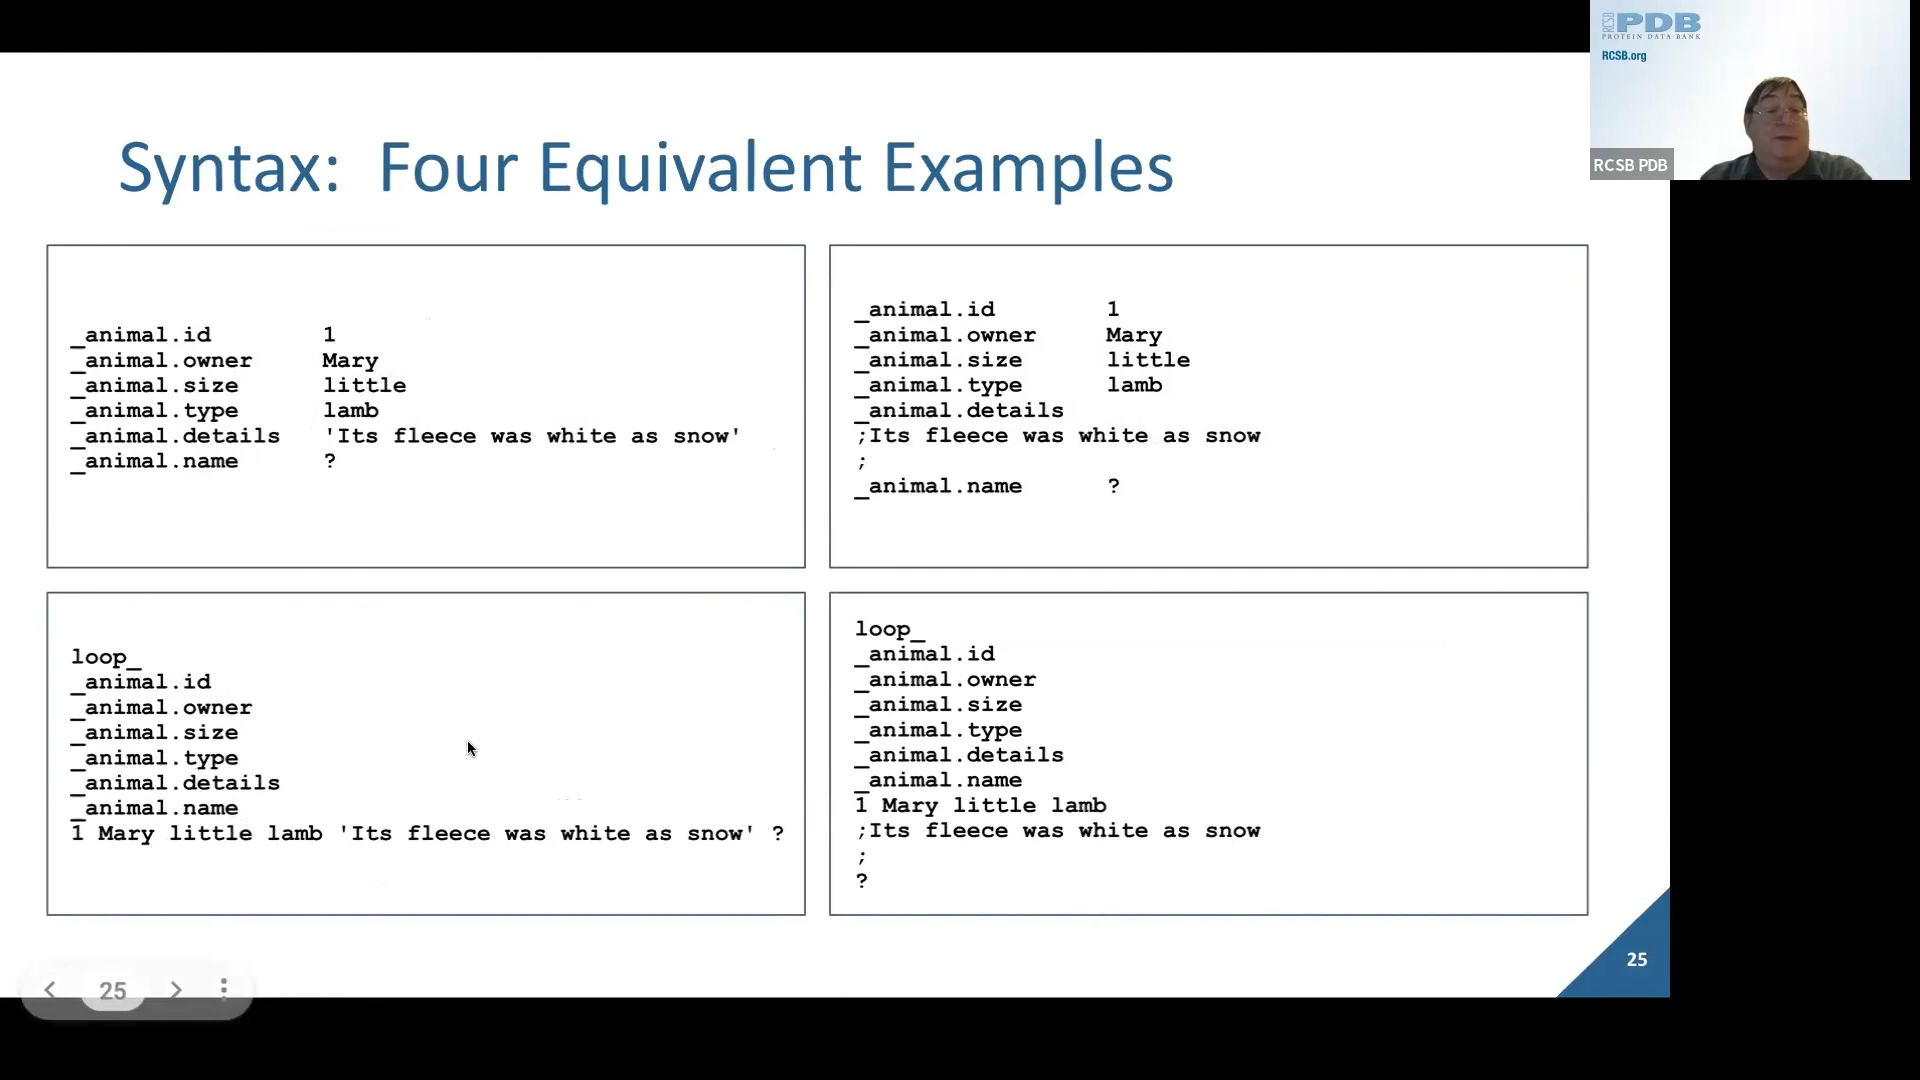 RCSB PDB
PROTEIN DATA BANK
RCSB.org
RCSB PDB
Syntax:  Four Equivalent Examples
_animal.id        1
_animal.owner     Mary
_animal.size      little
_animal.type      lamb
_animal.details   'Its fleece was white as snow'
_animal.name      ?
_animal.id        1
_animal.owner     Mary
_animal.size      little
_animal.type      lamb
_animal.details
;Its fleece was white as snow
;
_animal.name      ?
loop_
_animal.id
_animal.owner
_animal.size
_animal.type
_animal.details
_animal.name
1 Mary little lamb 'Its fleece was white as snow' ?
loop_
_animal.id
_animal.owner
_animal.size
_animal.type
_animal.details
_animal.name
1 Mary little lamb
;Its fleece was white as snow
;
?
25
25